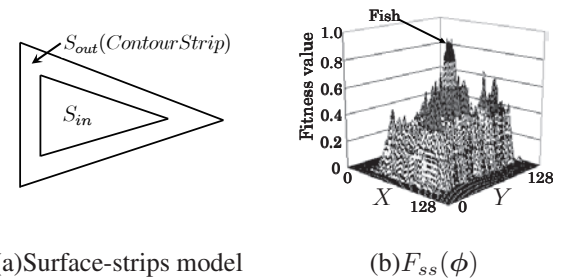 S_out(ContourStrip)
S_in
Fish
Fitness value
1.0
0.8
0.6
0.4
0.2
0
0
X
128
0
Y
128
a)Surface-strips model
(b)F_ss(ϕ)